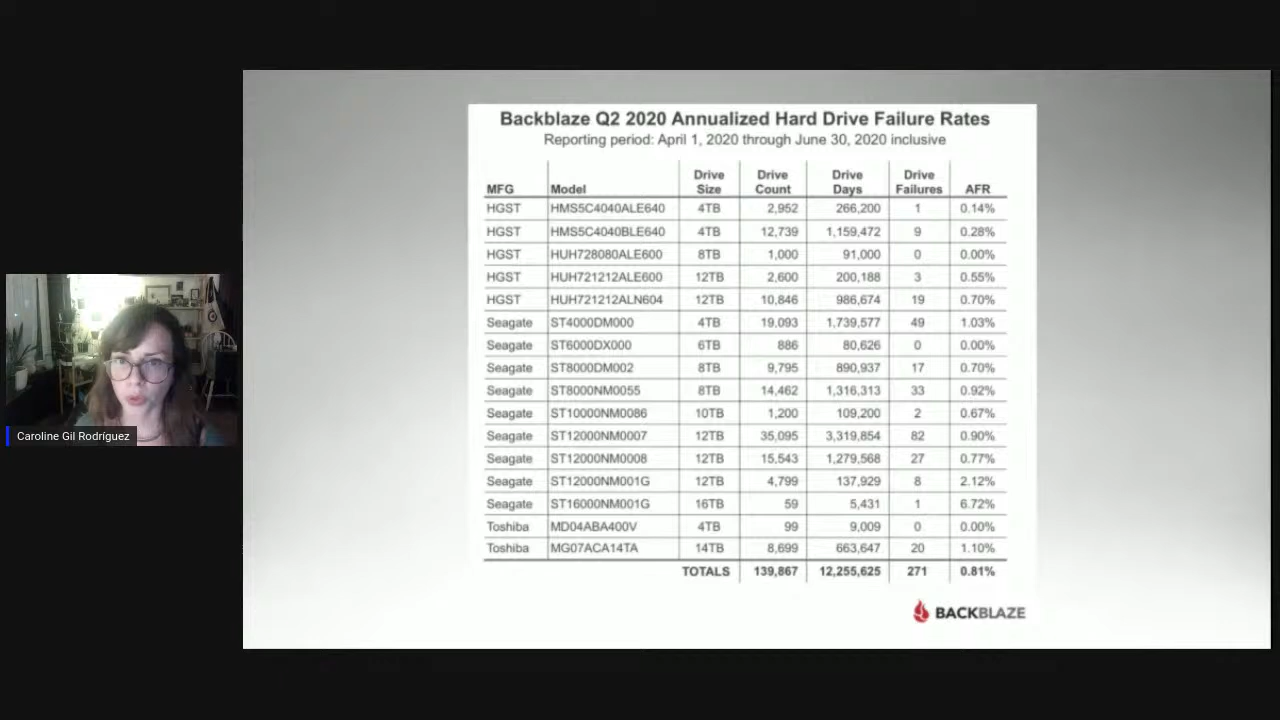 Backblaze Q2 2020 Annualized Hard Drive Failure Rates
Reporting period: April 1, 2020 through June 30, 2020 inclusive
MFG Model Drive Size Drive Count Drive Days Drive Failures AFR
HGST HMS5C4040ALE640 4TB 2,952 266,200 1 0.14%
HGST HMS5C4040BLE640 4TB 12,739 1,159,472 9 0.28%
HGST HUH728080ALE600 8TB 1,000 91,000 0 0.00%
HGST HUH721212ALE600 12TB 2,600 200,188 3 0.55%
HGST HUH721212ALN604 12TB 10,846 986,674 19 0.70%
Seagate ST4000DM000 4TB 19,093 1,739,577 49 1.03%
Seagate ST6000DX000 6TB 886 80,626 0 0.00%
Seagate ST8000DM002 8TB 9,795 890,937 17 0.70%
Seagate ST8000NM0055 8TB 14,462 1,316,313 33 0.92%
Seagate ST10000NM0086 10TB 1,200 109,200 2 0.67%
Seagate ST12000NM0007 12TB 35,095 3,319,854 82 0.90%
Seagate ST12000NM0008 12TB 15,543 1,279,568 27 0.77%
Seagate ST12000NM001G 12TB 4,799 137,929 8 2.12%
Seagate ST16000NM001G 16TB 59 5,431 1 6.72%
Toshiba MD04ABA400V 4TB 99 9,009 0 0.00%
Toshiba MG07ACA14TA 14TB 8,699 663,647 20 1.10%
TOTALS 139,867 12,255,625 271 0.81%
BACKBLAZE
Caroline Gil Rodríguez